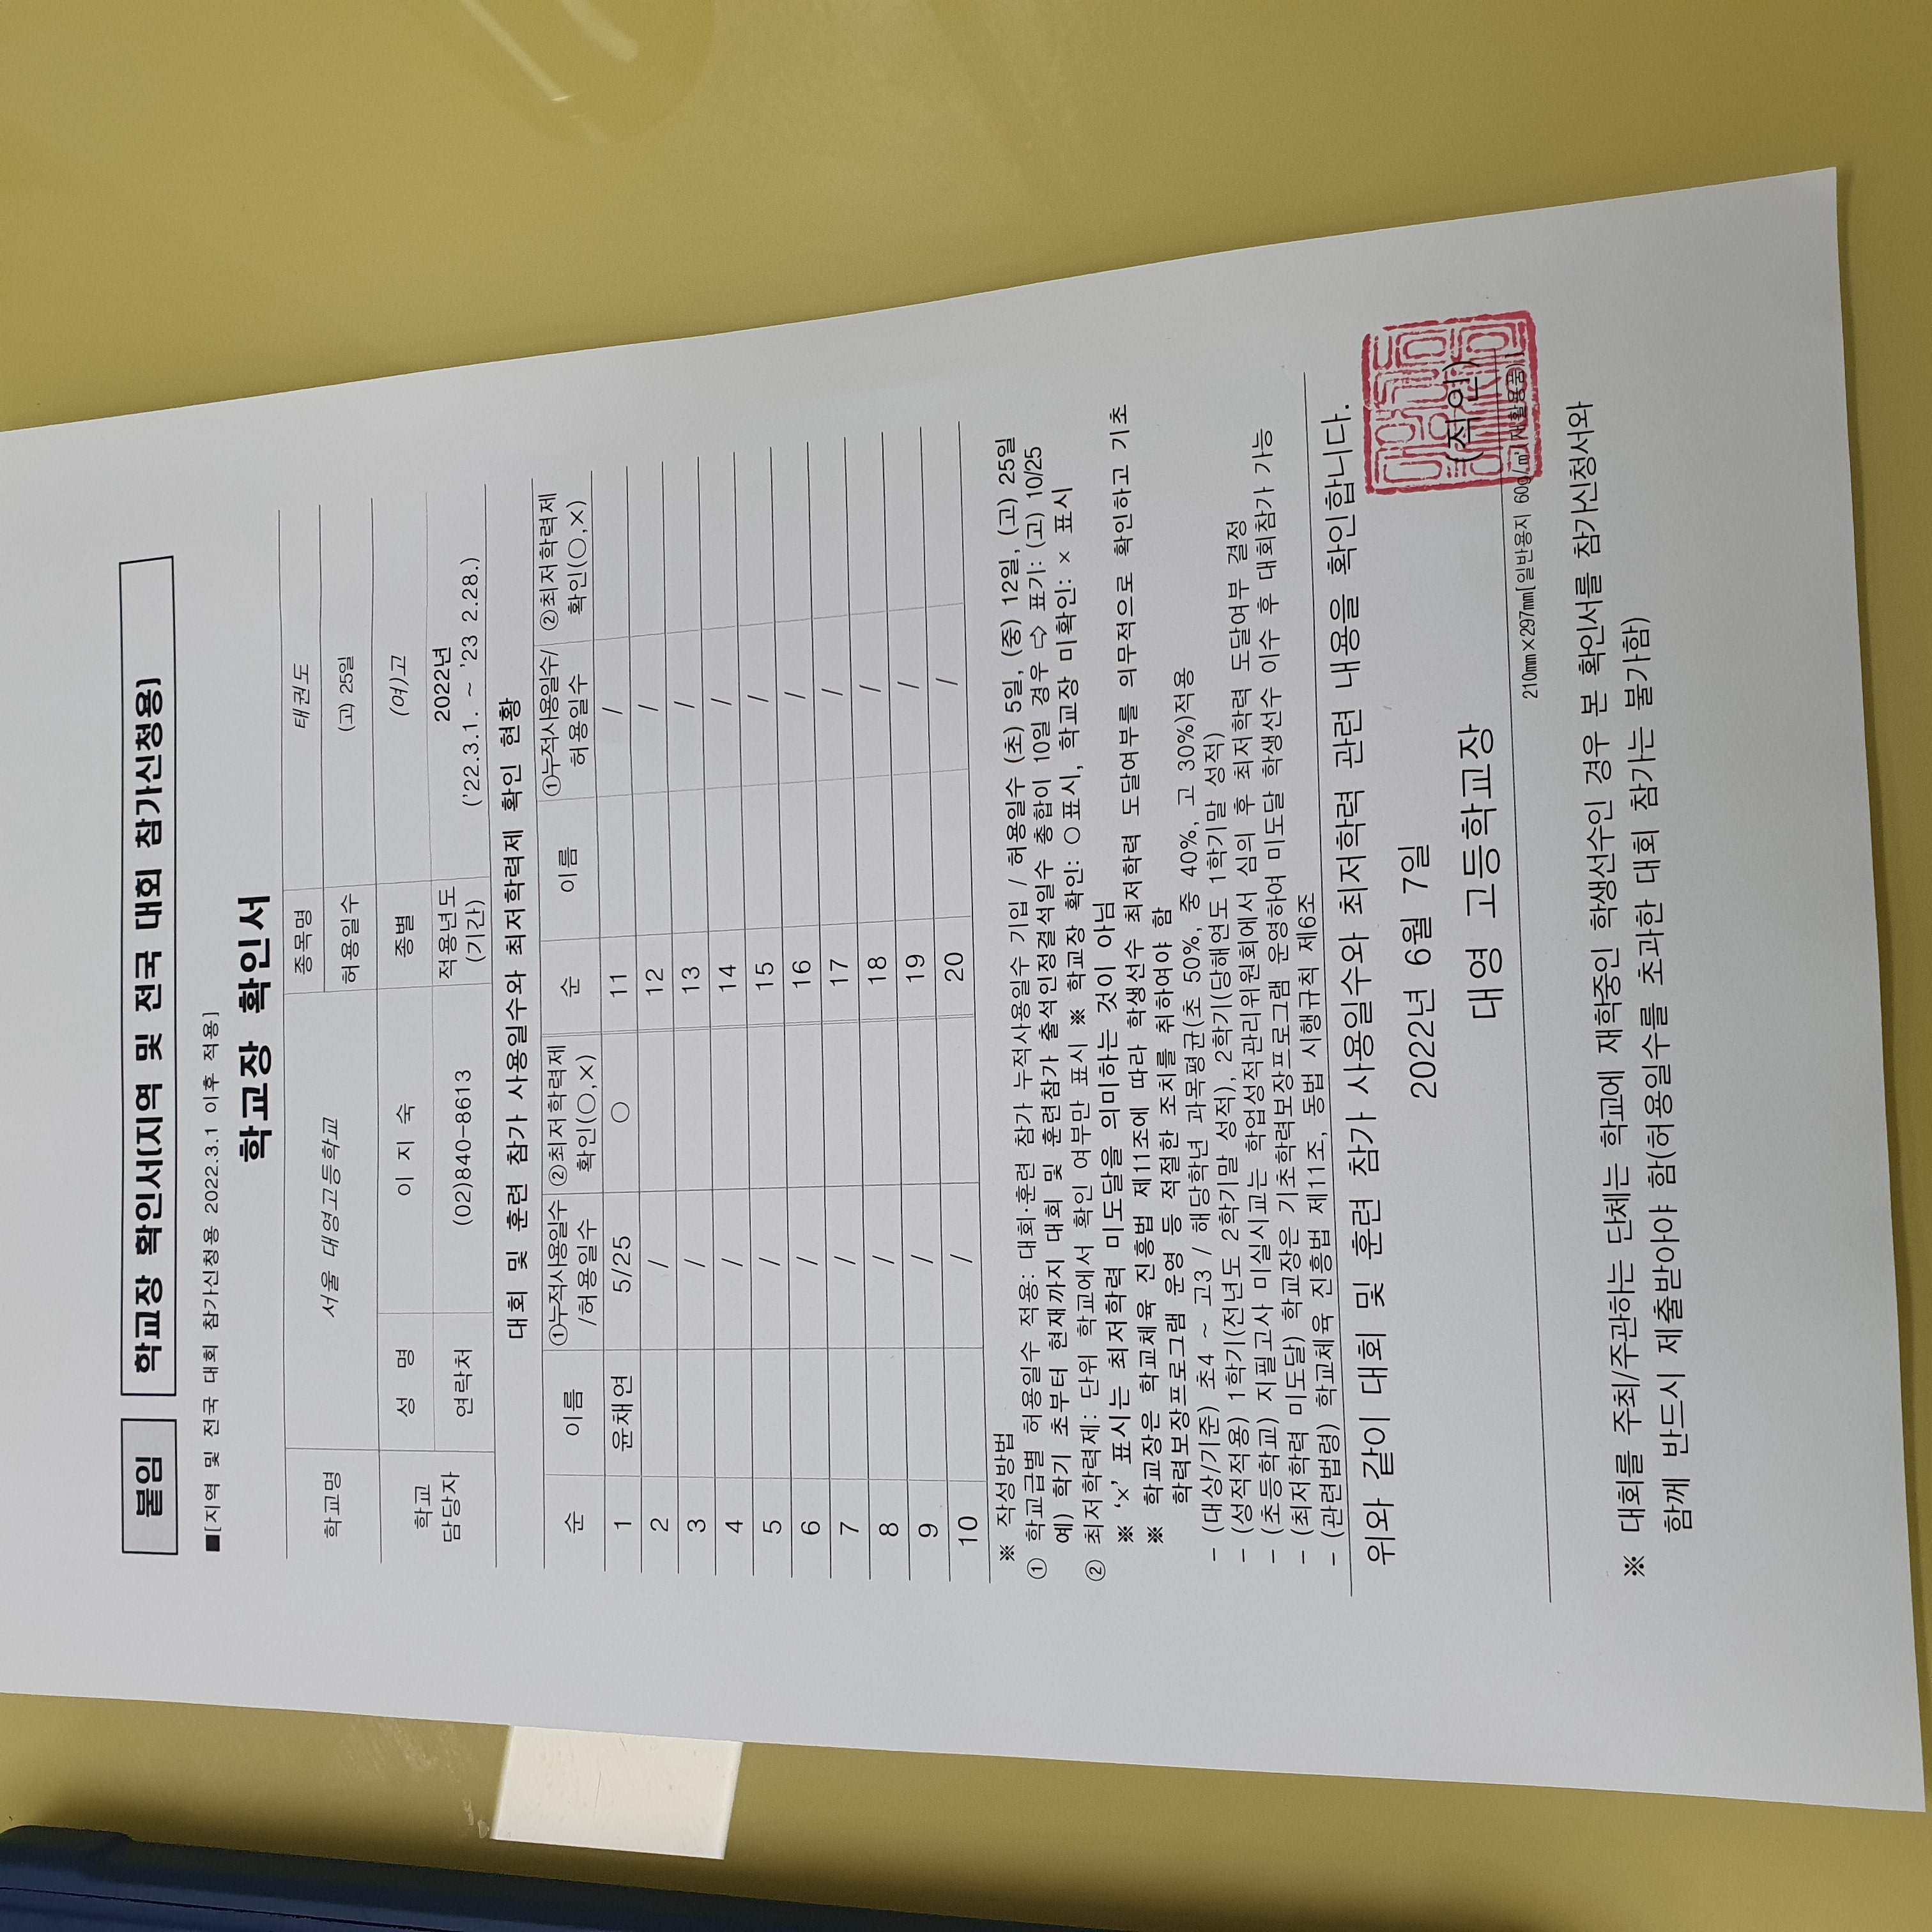 붙임 학교장 확인서(지역 및 전국 대회 참가신청용)
■[지역 및 전국 대회 참가신청용 2022.3.1 이후 적용]
학교장 확인서
학교명 서울 대영고등학교 종목명 태권도
허용일수 (고) 25일
학교 담당자 성 명 이 지 숙 종별 (여)고
연락처 (02)840-8613 적용년도 (기간) 2022년 ('22.3.1. ~ '23 2.28.)
대회 및 훈련 참가 사용일수와 최저학력제 확인 현황
순 이름 ①누적사용일수 /허용일수 ②최저학력제 확인(○,×) 순 이름 ①누적사용일수/ 허용일수 ②최저학력제 확인(○,×)
1 윤채연 5/25 ○ 11 /
2 / 12 /
3 / 13 /
4 / 14 /
5 / 15 /
6 / 16 /
7 / 17 /
8 / 18 /
9 / 19 /
10 / 20 /
※ 작성방법
① 학교급별 허용일수 적용: 대회·훈련 참가 누적사용일수 기입 / 허용일수 (초) 5일, (중) 12일, (고) 25일
예) 학기 초부터 현재까지 대회 및 훈련참가 출석인정결석일수 총합이 10일 경우 ⇨ 표기: (고) 10/25
② 최저학력제: 단위 학교에서 확인 여부만 표시 ※ 학교장 확인: ○표시, 학교장 미확인: × 표시
※ '×' 표시는 최저학력 미도달을 의미하는 것이 아님
※ 학교장은 학교체육 진흥법 제11조에 따라 학생선수 최저학력 도달여부를 의무적으로 확인하고 기초
학력보장프로그램 운영 등 적절한 조치를 취하여야 함
- (대상/기준) 초4 ~ 고3 / 해당학년 과목평균(초 50%, 중 40%, 고 30%)적용
- (성적적용) 1학기(전년도 2학기말 성적), 2학기(당해연도 1학기말 성적)
- (초등학교) 지필고사 미실시교는 학업성적관리위원회에서 심의 후 최저학력 도달여부 결정
- (최저학력 미도달) 학교장은 기초학력보장프로그램 운영하여 미도달 학생선수 이수 후 대회참가 가능
- (관련법령) 학교체육 진흥법 제11조, 동법 시행규칙 제6조
위와 같이 대회 및 훈련 참가 사용일수와 최저학력 관련 내용을 확인합니다.
2022년 6월 7일
대영 고등학교장 (직인)
210㎜×297㎜[일반용지 60g/㎡(재활용품)]
※ 대회를 주최/주관하는 단체는 학교에 재학중인 학생선수인 경우 본 확인서를 참가신청서와
함께 반드시 제출받아야 함(허용일수를 초과한 대회 참가는 불가함)